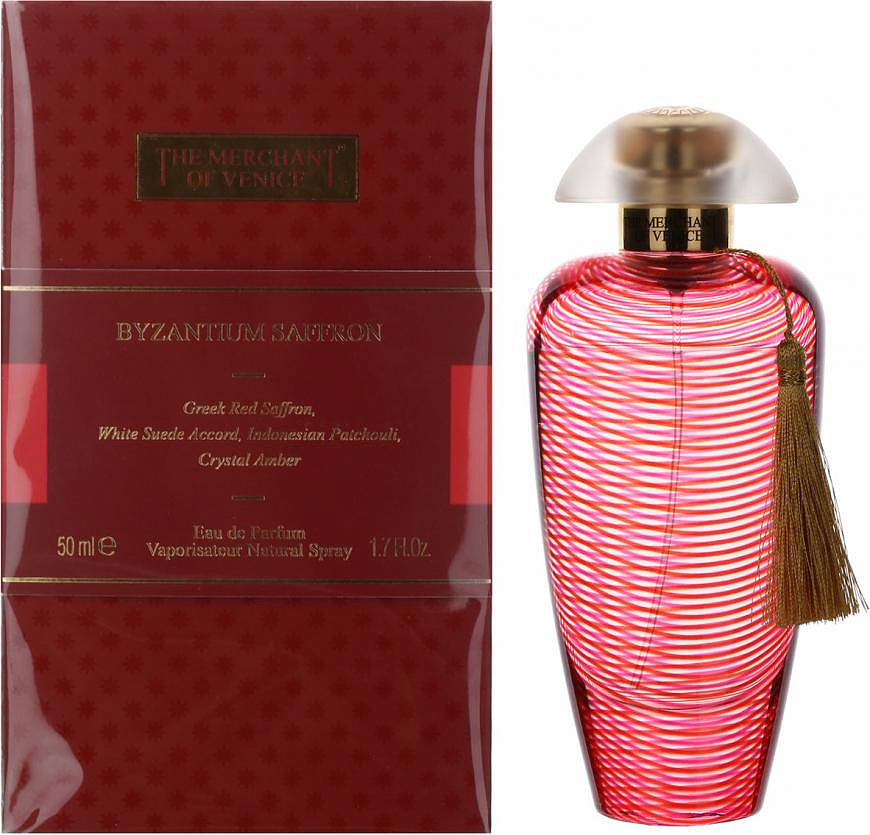 THE MERCHANT®
OF VENICE
BYZANTIUM SAFFRON
Greek Red Saffron,
White Suede Accord, Indonesian Patchouli,
Crystal Amber
50 ml ℮
Eau de Parfum
Vaporisateur Natural Spray
1.7 Fl.Oz.
THE MERCHANT
OF VENICE